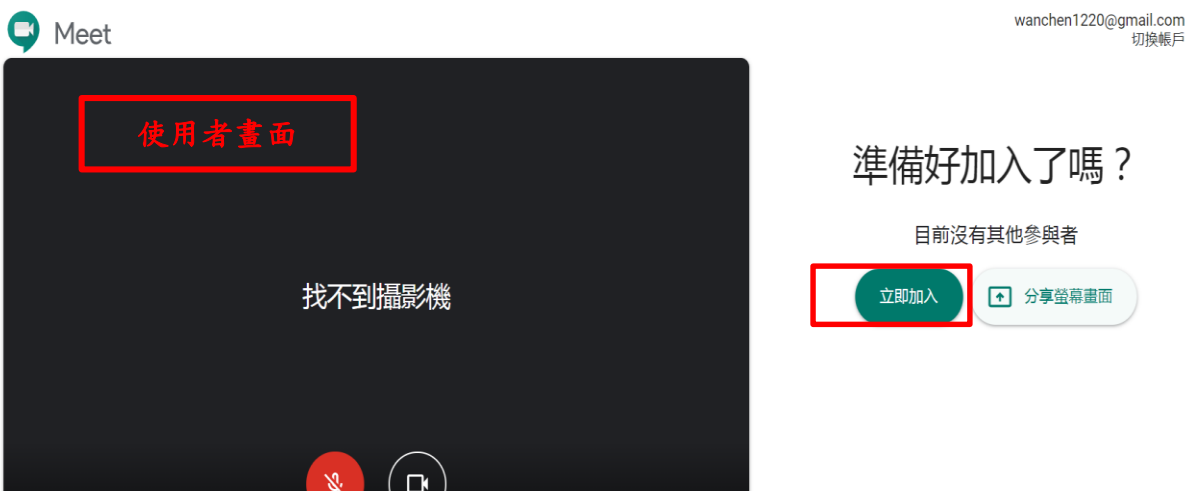 Meet
wanchen1220@gmail.com
切換帳戶
使用者畫面
準備好加入了嗎？
目前沒有其他參與者
找不到攝影機
立即加入
分享螢幕畫面